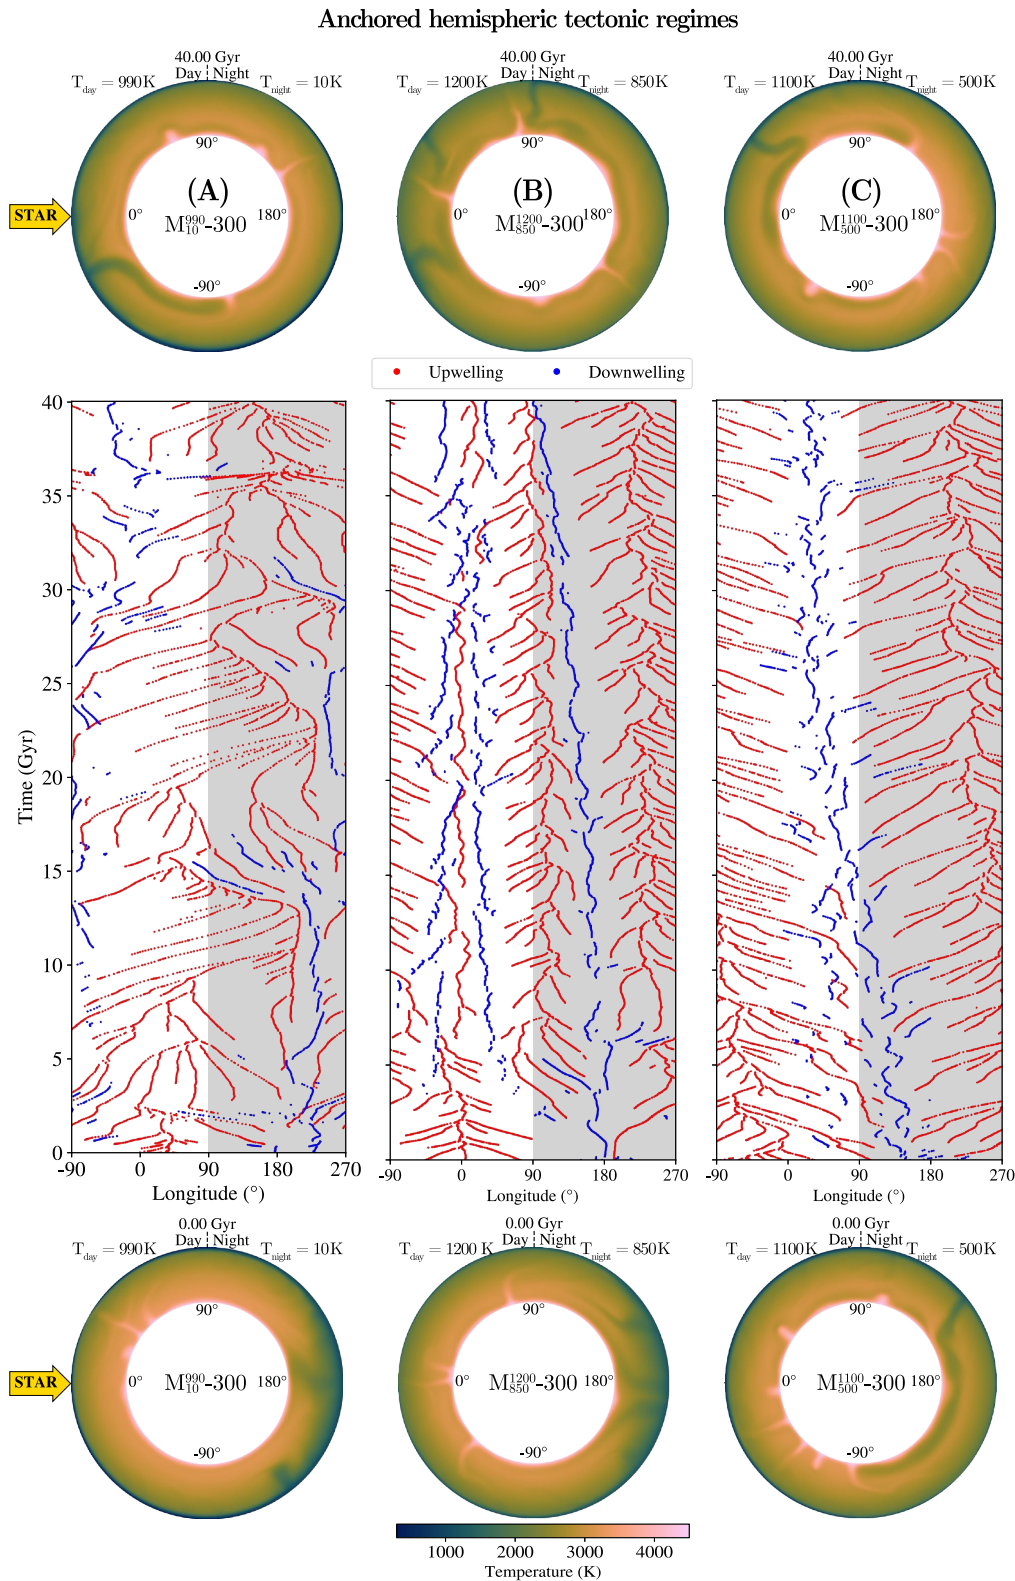 Anchored hemispheric tectonic regimes
40.00 Gyr
Day Night
T_day = 990K
T_night = 10K
90°
(A)
0°
180°
M^990_10-300
-90°
STAR
40.00 Gyr
Day Night
T_day = 1200K
T_night = 850K
90°
(B)
0°
180°
M^1200_850-300
-90°
40.00 Gyr
Day Night
T_day = 1100K
T_night = 500K
90°
(C)
0°
180°
M^1100_500-300
-90°
Upwelling
Downwelling
Time (Gyr)
40
35
30
25
20
15
10
5
0
-90 0 90 180 270
Longitude (°)
-90 0 90 180 270
Longitude (°)
-90 0 90 180 270
Longitude (°)
0.00 Gyr
Day Night
T_day = 990K
T_night = 10K
90°
0°
180°
M^990_10-300
-90°
STAR
0.00 Gyr
Day Night
T_day = 1200 K
T_night = 850K
90°
0°
180°
M^1200_850-300
-90°
0.00 Gyr
Day Night
T_day = 1100K
T_night = 500K
90°
0°
180°
M^1100_500-300
-90°
1000 2000 3000 4000
Temperature (K)